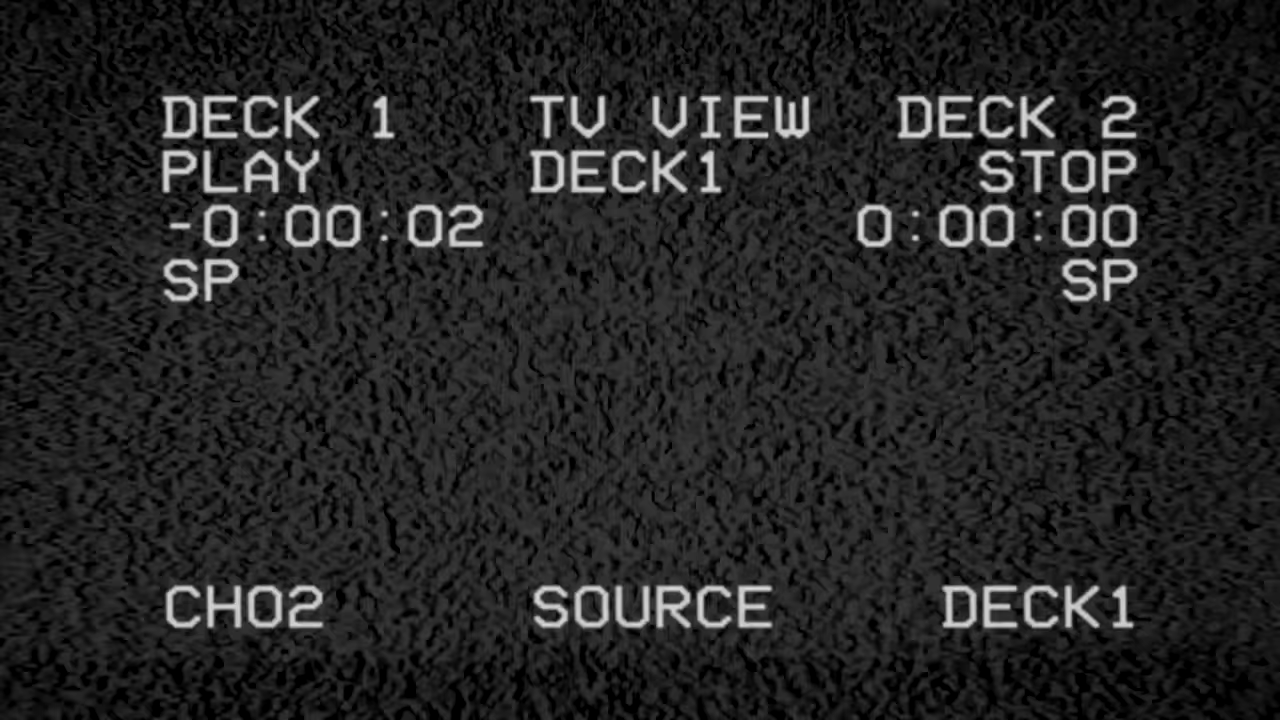 DECK 1 TV VIEW DECK 2
PLAY DECK1 STOP
-0:00:02 0:00:00
SP SP
CH02 SOURCE DECK1